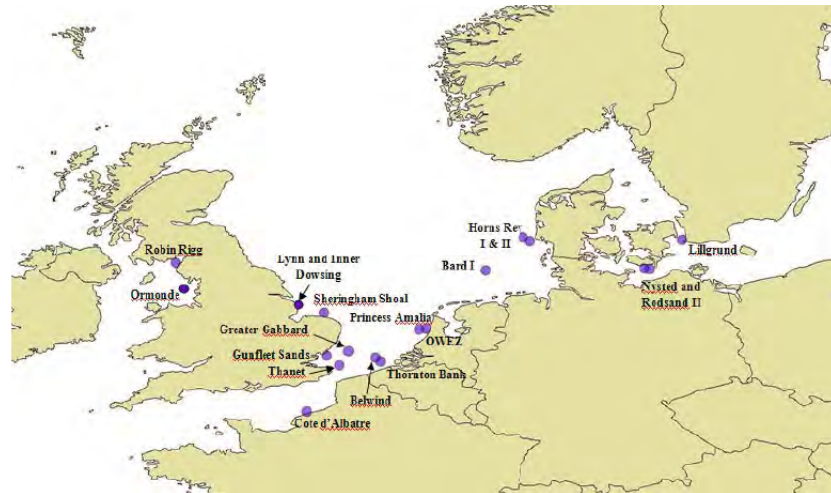 Horns Rev
I & II
Lillgrund
Robin Rigg
Lynn and Inner
Dowsing
Bard I
Ormonde
Nysted and
Rodsand II
Sheringham Shoal
Princess Amalia
Greater Gabbard
OWEZ
Gunfleet Sands
Thanet
Thornton Bank
Belwind
Cote d'Albatre